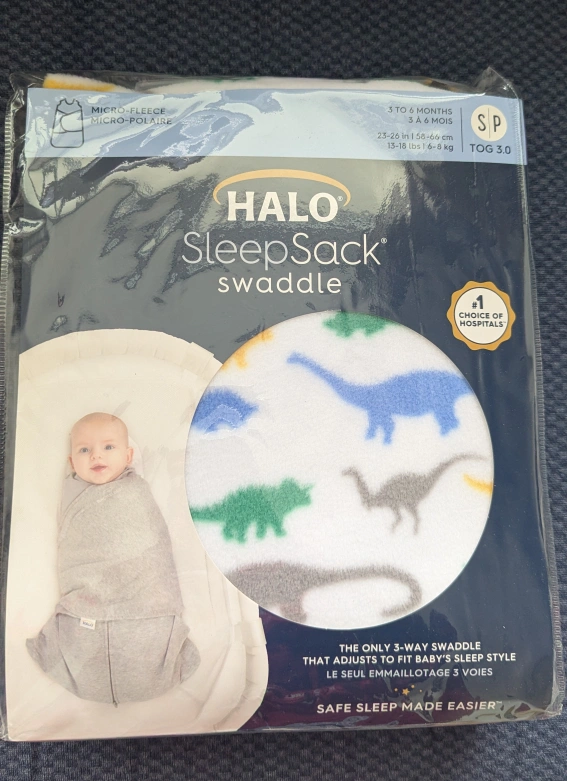 MICRO-FLEECE
MICRO-POLAIRE
3 TO 6 MONTHS
3 À 6 MOIS
23-26 in | 58-66 cm
13-18 lbs | 6-8 kg
S|P
TOG 3.0
HALO®
SleepSack®
swaddle
#1
CHOICE OF
HOSPITALS
THE ONLY 3-WAY SWADDLE
THAT ADJUSTS TO FIT BABY'S SLEEP STYLE
LE SEUL EMMAILLOTAGE 3 VOIES
SAFE SLEEP MADE EASIER™